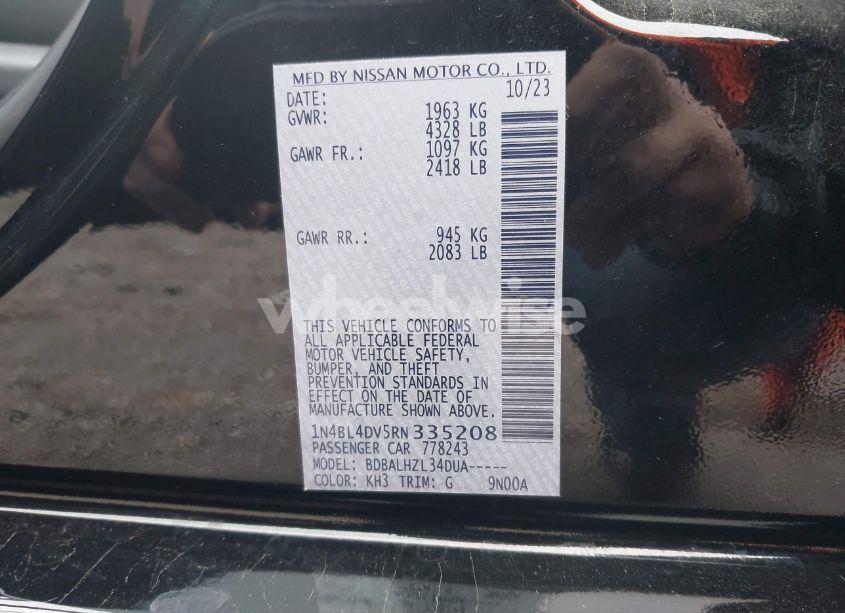 MFD BY NISSAN MOTOR CO., LTD.
DATE: 10/23
GVWR: 1963 KG
4328 LB
GAWR FR.: 1097 KG
2418 LB
GAWR RR.: 945 KG
2083 LB
wheelwise
THIS VEHICLE CONFORMS TO
ALL APPLICABLE FEDERAL
MOTOR VEHICLE SAFETY,
BUMPER, AND THEFT
PREVENTION STANDARDS IN
EFFECT ON THE DATE OF
MANUFACTURE SHOWN ABOVE.
1N4BL4DV5RN335208
PASSENGER CAR 778243
MODEL: BDBALHZL34DUA-----
COLOR: KH3 TRIM: G 9N00A